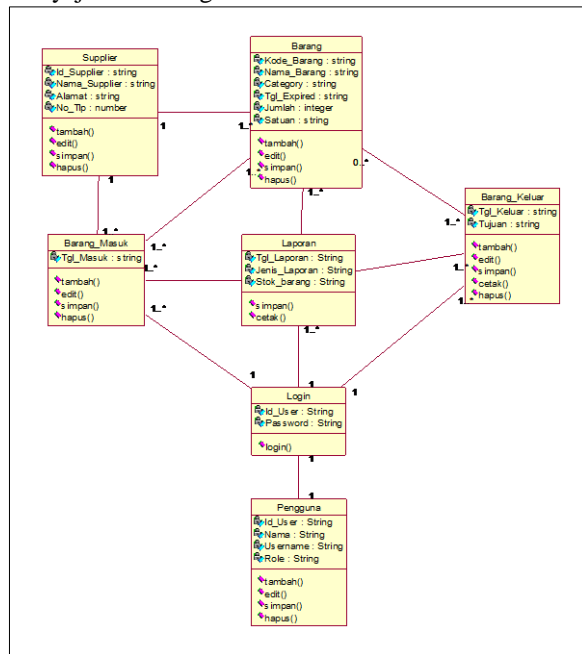 Supplier
Id_Supplier : string
Nama_Supplier : string
Alamat : string
No_Tlp : number
tambah()
edit()
simpan()
hapus()
Barang
Kode_Barang : string
Nama_Barang : string
Category : string
Tgl_Expired : string
Jumlah : integer
Satuan : string
tambah()
edit()
simpan()
hapus()
1
1..*
1
1..*
1..*
0..*
1..*
Barang_Keluar
Tgl_Keluar : string
Tujuan : string
tambah()
edit()
simpan()
cetak()
hapus()
1..*
Barang_Masuk
Tgl_Masuk : string
tambah()
edit()
simpan()
hapus()
1..*
1..*
Laporan
Tgl_Laporan : String
Jenis_Laporan : String
Stok_barang : String
simpan()
cetak()
1..*
1..*
1..*
1..*
1
1
1
Login
Id_User : String
Password : String
login()
1
1
Pengguna
Id_User : String
Nama : String
Username : String
Role : String
tambah()
edit()
simpan()
hapus()